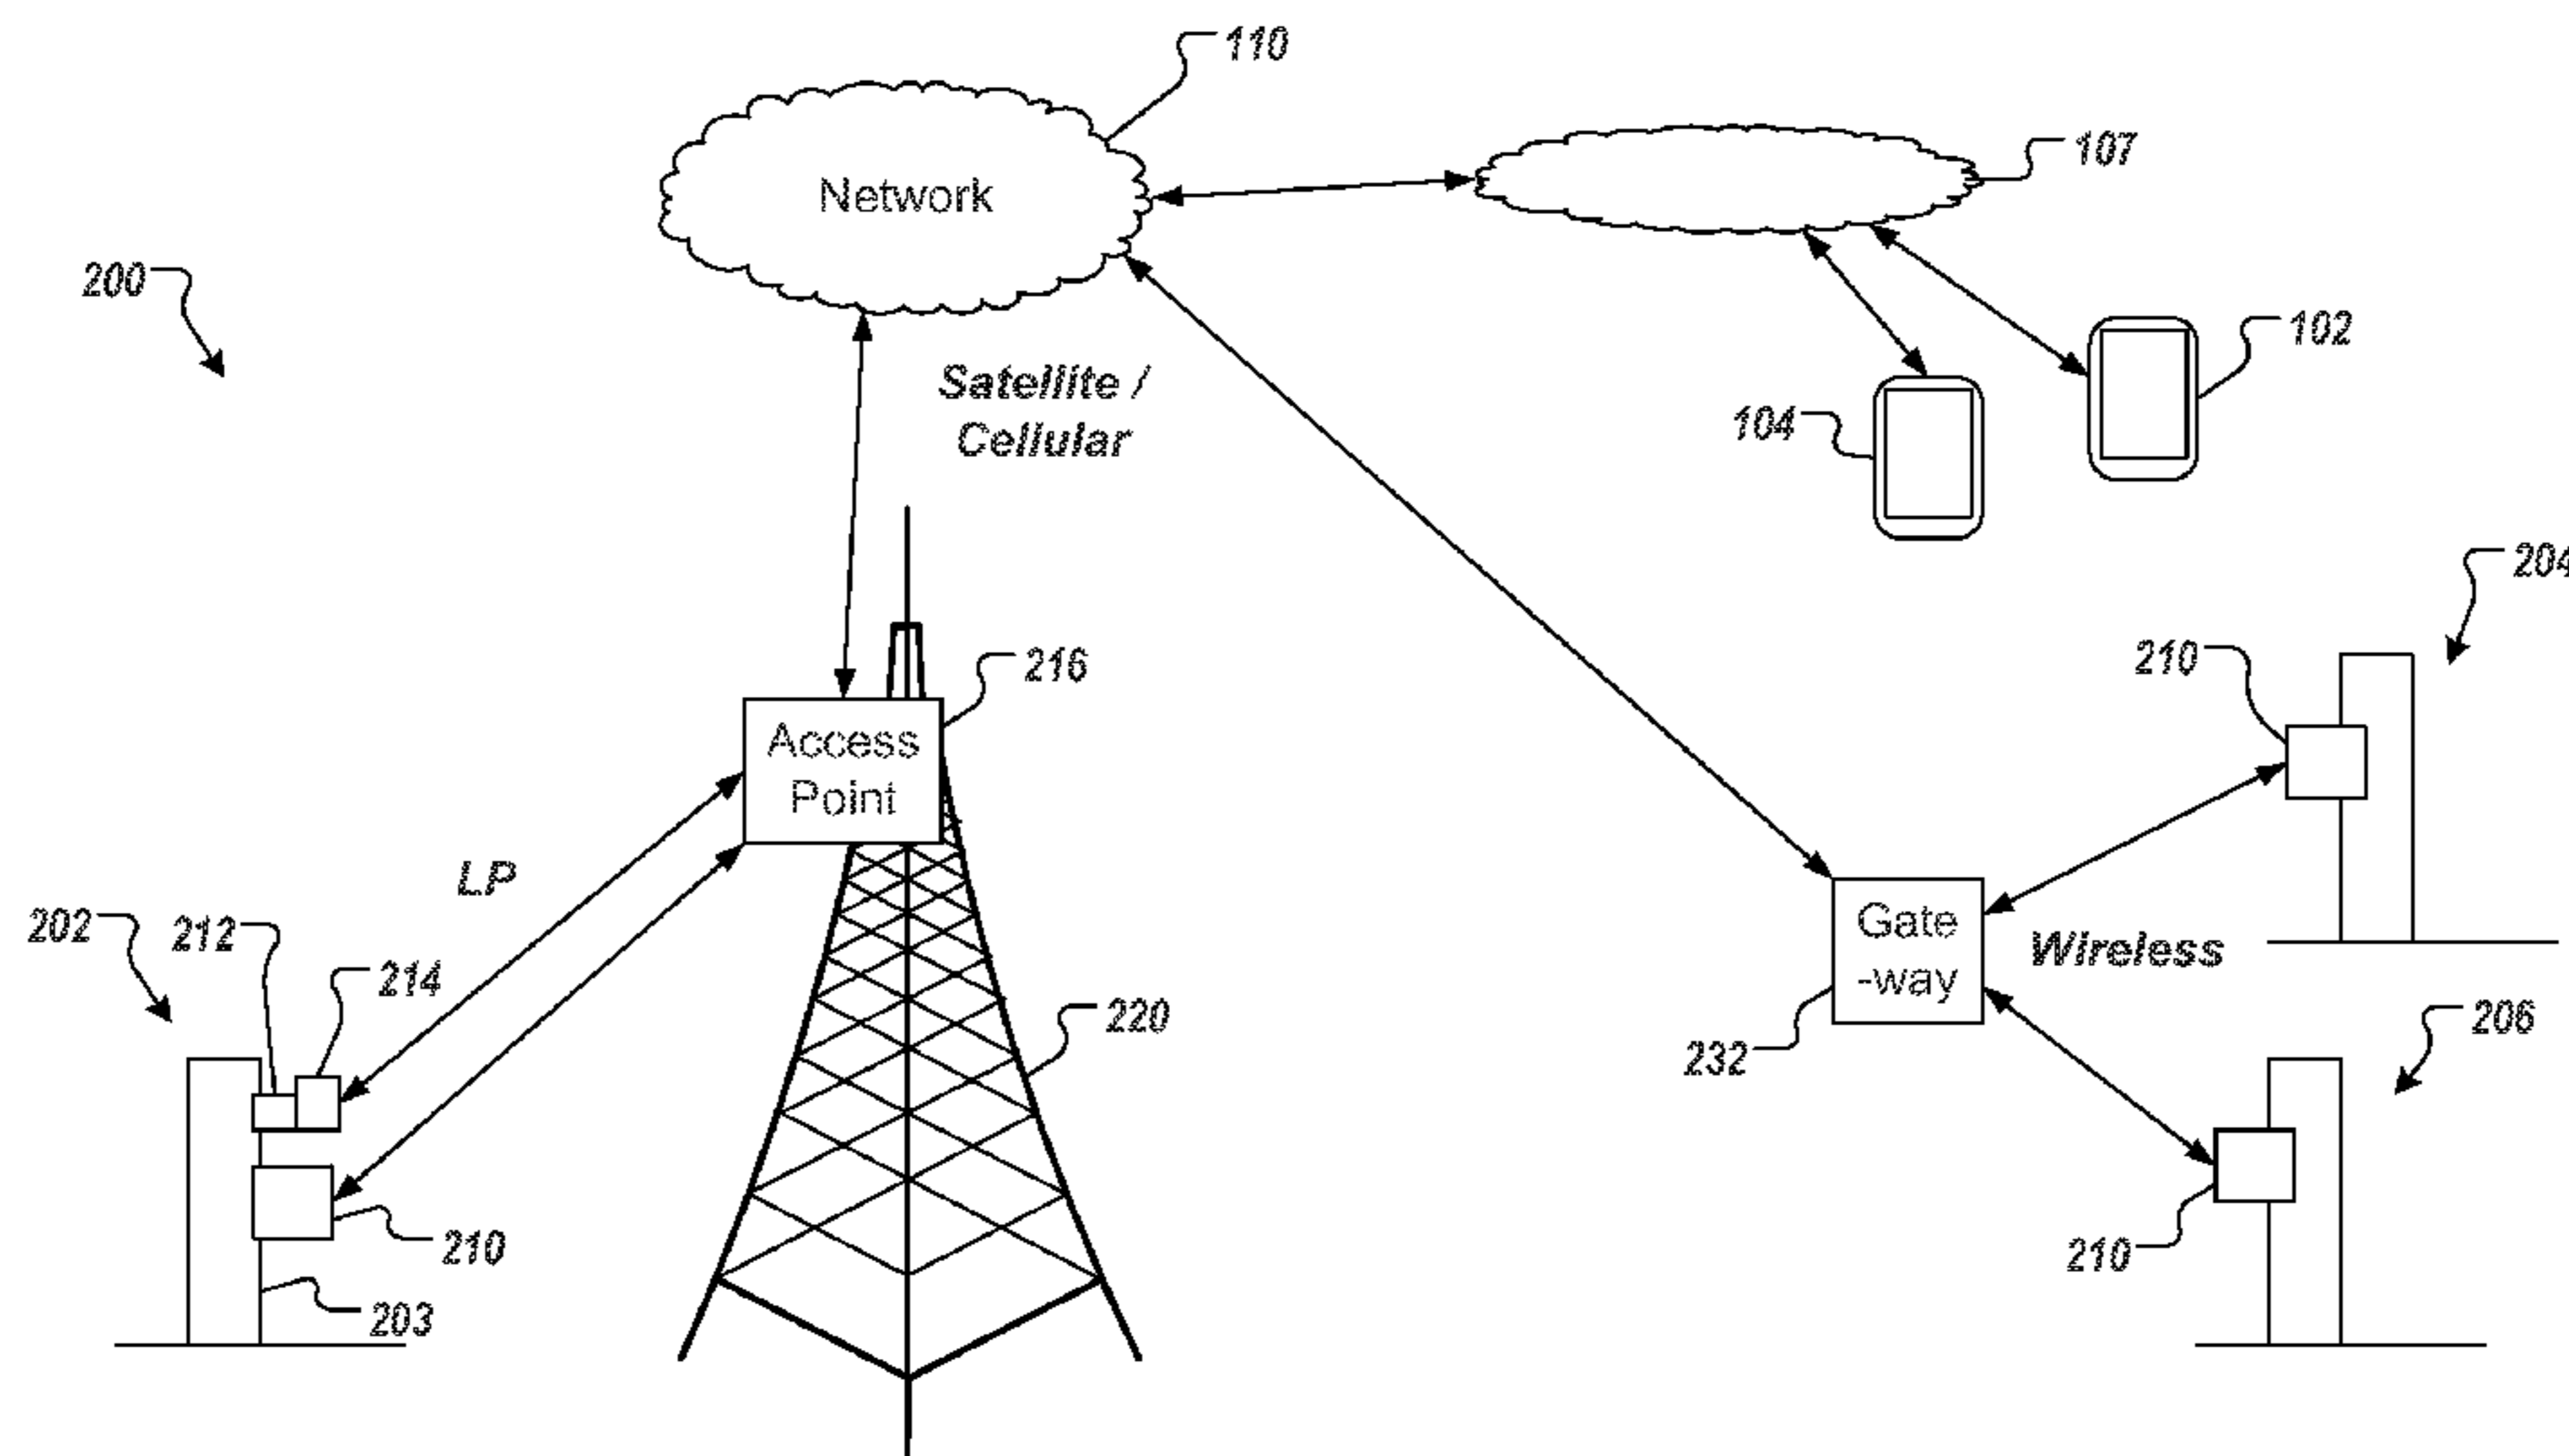 110
Network
107
200
Satellite /
Cellular
102
104
204
216
210
Access
Point
LP
Gate
-way
Wireless
202
212
214
220
232
206
210
210
203